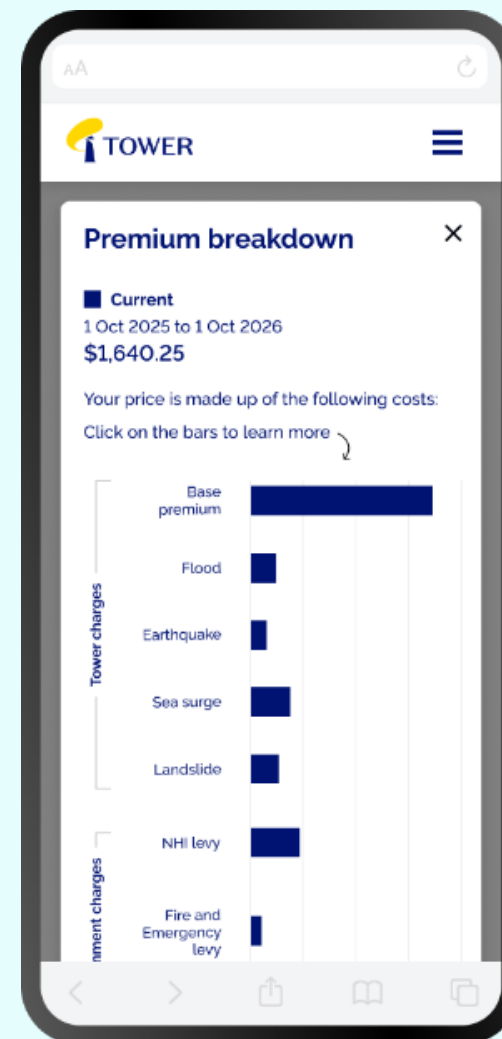 AA
TOWER
Premium breakdown
Current
1 Oct 2025 to 1 Oct 2026
$1,640.25
Your price is made up of the following costs:
Click on the bars to learn more
Tower charges
Base
premium
Flood
Earthquake
Sea surge
Landslide
nment charges
NHI levy
Fire and
Emergency
levy